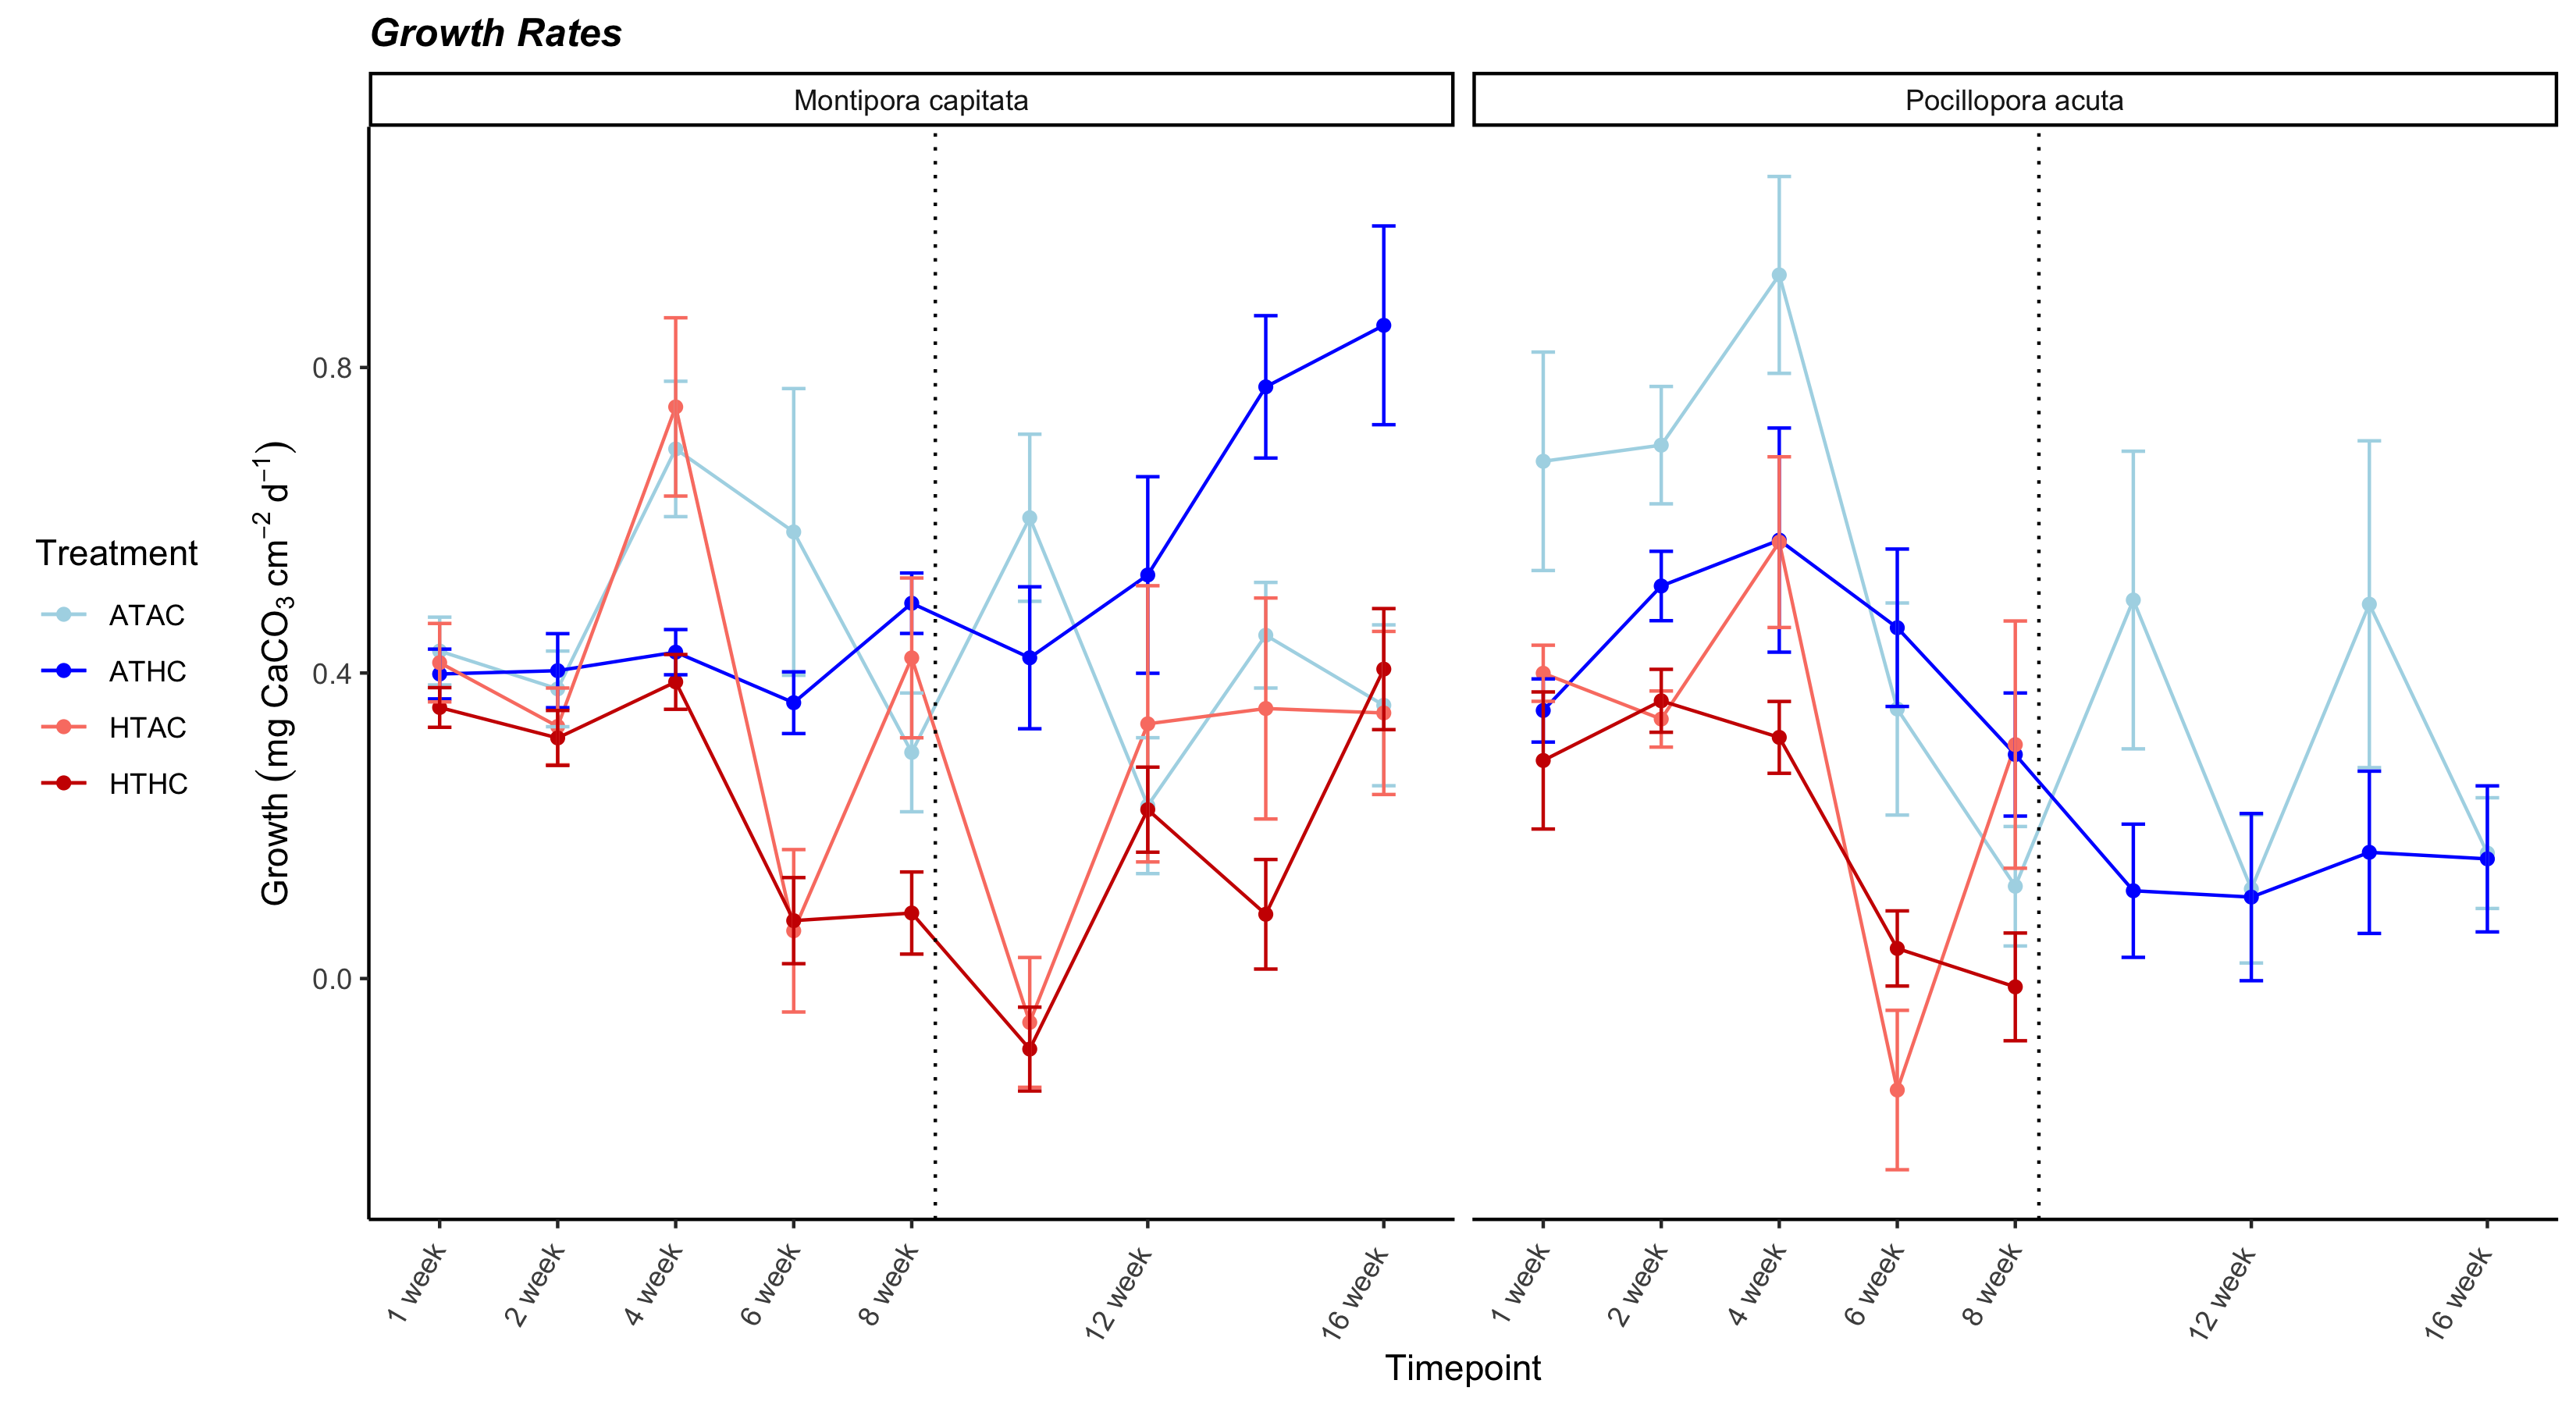 Growth Rates
Montipora capitata
Pocillopora acuta
0.8
0.4
0.0
Growth (mg CaCO₃ cm⁻² d⁻¹)
Treatment
ATAC
ATHC
HTAC
HTHC
1 week
2 week
4 week
6 week
8 week
12 week
16 week
1 week
2 week
4 week
6 week
8 week
12 week
16 week
Timepoint